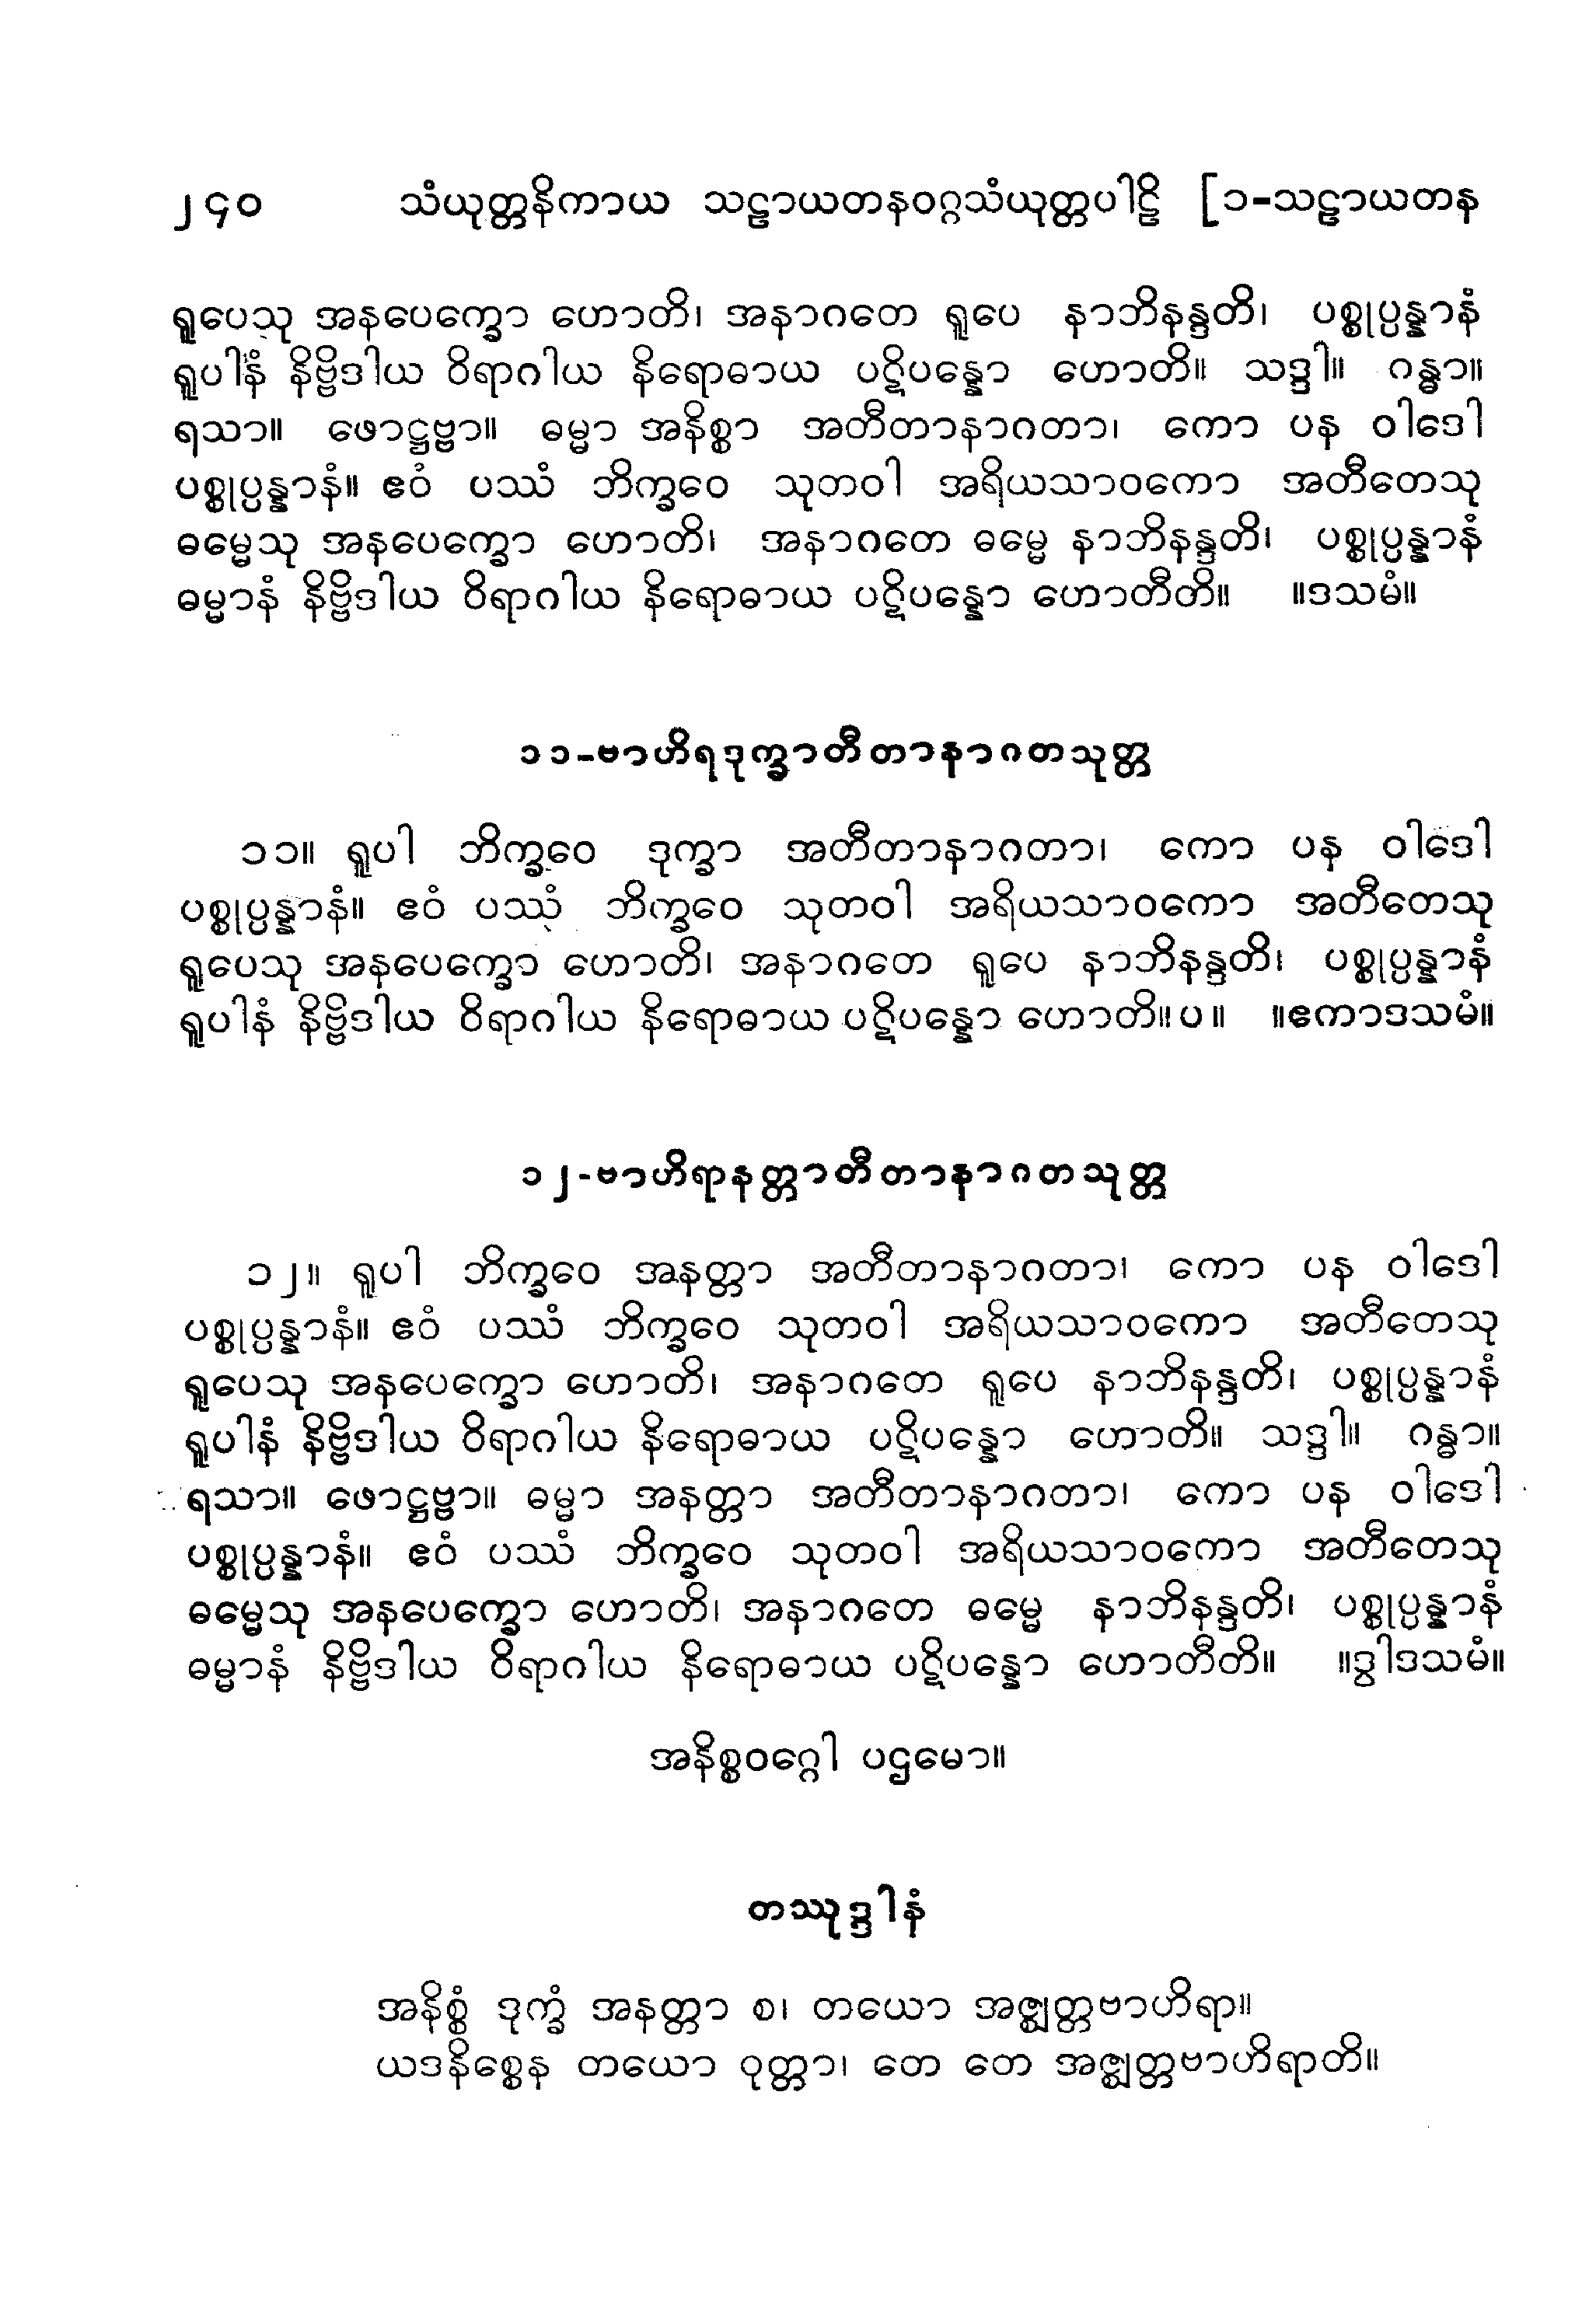 ၂၄၀ သံယုတ္တနိကာယ သဠာယတနဝဂ္ဂသံယုတ္တပါဠိ [၁-သဠာယတန
ရူပေသု အနပေက္ခော ဟောတိ၊ အနာဂတေ ရူပေ နာဘိနန္ဒတိ၊ ပစ္စုပ္ပန္နာနံ
ရူပါနံ နိဗ္ဗိဒါယ ဝိရာဂါယ နိရောဓာယ ပဋိပန္နော ဟောတိ။ သဒ္ဒါ။ ဂန္ဓာ။
ရသာ။ ဖောဋ္ဌဗ္ဗာ။ ဓမ္မာ အနိစ္စာ အတီတာနာဂတာ၊ ကော ပန ဝါဒေါ
ပစ္စုပ္ပန္နာနံ။ ဧဝံ ပဿံ ဘိက္ခဝေ သုတဝါ အရိယသာဝကော အတီတေသု
ဓမ္မေသု အနပေက္ခော ဟောတိ၊ အနာဂတေ ဓမ္မေ နာဘိနန္ဒတိ၊ ပစ္စုပ္ပန္နာနံ
ဓမ္မာနံ နိဗ္ဗိဒါယ ဝိရာဂါယ နိရောဓာယ ပဋိပန္နော ဟောတီတိ။ ။ဒသမံ။
၁၁-ဗာဟိရဒုက္ခာတီတာနာဂတသုတ္တ
၁၁။ ရူပါ ဘိက္ခဝေ ဒုက္ခာ အတီတာနာဂတာ၊ ကော ပန ဝါဒေါ
ပစ္စုပ္ပန္နာနံ။ ဧဝံ ပဿံ ဘိက္ခဝေ သုတဝါ အရိယသာဝကော အတီတေသု
ရူပေသု အနပေက္ခော ဟောတိ၊ အနာဂတေ ရူပေ နာဘိနန္ဒတိ၊ ပစ္စုပ္ပန္နာနံ
ရူပါနံ နိဗ္ဗိဒါယ ဝိရာဂါယ နိရောဓာယ ပဋိပန္နော ဟောတိ။ပ။ ။ဧကာဒသမံ။
၁၂-ဗာဟိရာနတ္တာတီတာနာဂတသုတ္တ
၁၂။ ရူပါ ဘိက္ခဝေ အနတ္တာ အတီတာနာဂတာ၊ ကော ပန ဝါဒေါ
ပစ္စုပ္ပန္နာနံ။ ဧဝံ ပဿံ ဘိက္ခဝေ သုတဝါ အရိယသာဝကော အတီတေသု
ရူပေသု အနပေက္ခော ဟောတိ၊ အနာဂတေ ရူပေ နာဘိနန္ဒတိ၊ ပစ္စုပ္ပန္နာနံ
ရူပါနံ နိဗ္ဗိဒါယ ဝိရာဂါယ နိရောဓာယ ပဋိပန္နော ဟောတိ။ သဒ္ဒါ။ ဂန္ဓာ။
ရသာ။ ဖောဋ္ဌဗ္ဗာ။ ဓမ္မာ အနတ္တာ အတီတာနာဂတာ၊ ကော ပန ဝါဒေါ
ပစ္စုပ္ပန္နာနံ။ ဧဝံ ပဿံ ဘိက္ခဝေ သုတဝါ အရိယသာဝကော အတီတေသု
ဓမ္မေသု အနပေက္ခော ဟောတိ၊ အနာဂတေ ဓမ္မေ နာဘိနန္ဒတိ၊ ပစ္စုပ္ပန္နာနံ
ဓမ္မာနံ နိဗ္ဗိဒါယ ဝိရာဂါယ နိရောဓာယ ပဋိပန္နော ဟောတီတိ။ ။ဒွါဒသမံ။
အနိစ္စဝဂ္ဂေါ ပဌမော။
တဿုဒ္ဒါနံ
အနိစ္စံ ဒုက္ခံ အနတ္တာ စ၊ တယော အဇ္ဈတ္တဗာဟိရာ။
ယဒနိစ္စေန တယော ဝုတ္တာ၊ တေ တေ အဇ္ဈတ္တဗာဟိရာတိ။